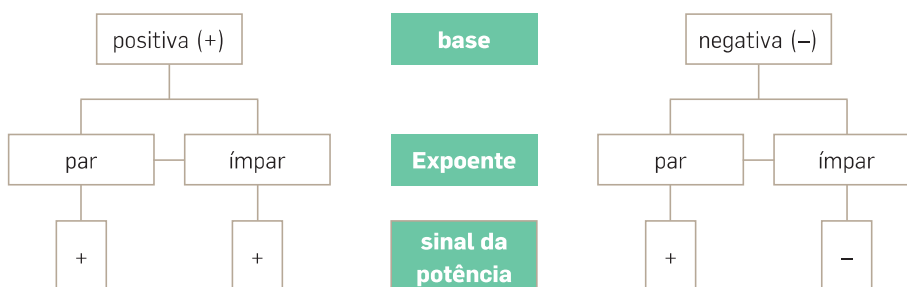 positiva (+)
base
negativa (–)
par
ímpar
Expoente
par
ímpar
+
+
sinal da
potência
+
–